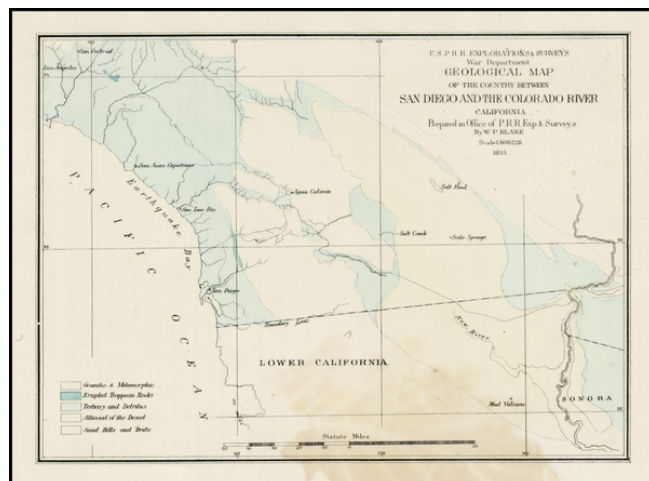 U.S.P.R.R. EXPLORATIONS & SURVEYS
War Department
GEOLOGICAL MAP
OF THE COUNTRY BETWEEN
SAN DIEGO AND THE COLORADO RIVER
CALIFORNIA
Prepared in Office of P.R.R. Exp & Surveys.
By W.P. BLAKE
1855
Los Angeles
San Juan Capistrano
Agua Caliente
Salt Pond
San Luis Rey
Earthquake Bay
Salt Creek
Soda Springs
PACIFIC OCEAN
San Diego
Boundary Line
New River
LOWER CALIFORNIA
Mud Volcano
SONORA
Granitic & Metamorphic
Erupted Trappean Rocks
Tertiary and Detritus
Alluvial of the Desert
Sand Hills and
Statute Miles